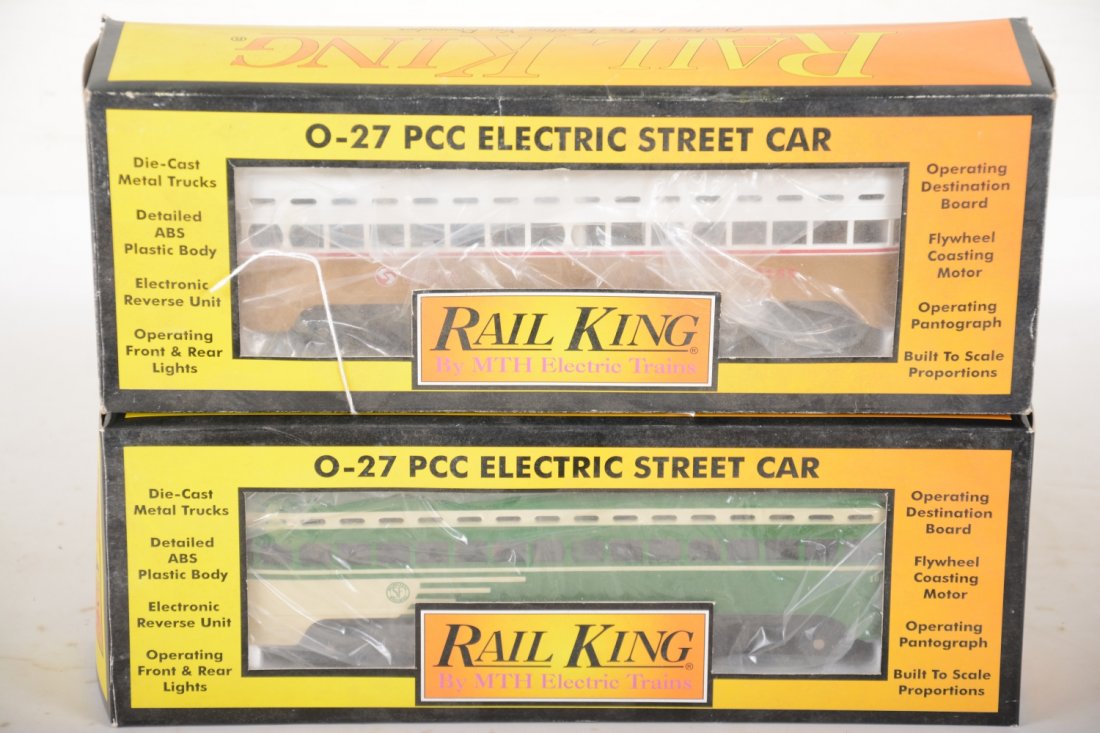 RAIL KING
®
O-27 PCC ELECTRIC STREET CAR
Die-Cast
Metal Trucks
Detailed
ABS
Plastic Body
Electronic
Reverse Unit
Operating
Front & Rear
Lights
Operating
Destination
Board
Flywheel
Coasting
Motor
Operating
Pantograph
Built To Scale
Proportions
RAIL KING®
By MTH Electric Trains
O-27 PCC ELECTRIC STREET CAR
Die-Cast
Metal Trucks
Detailed
ABS
Plastic Body
Electronic
Reverse Unit
Operating
Front & Rear
Lights
Operating
Destination
Board
Flywheel
Coasting
Motor
Operating
Pantograph
Built To Scale
Proportions
RAIL KING®
By MTH Electric Trains